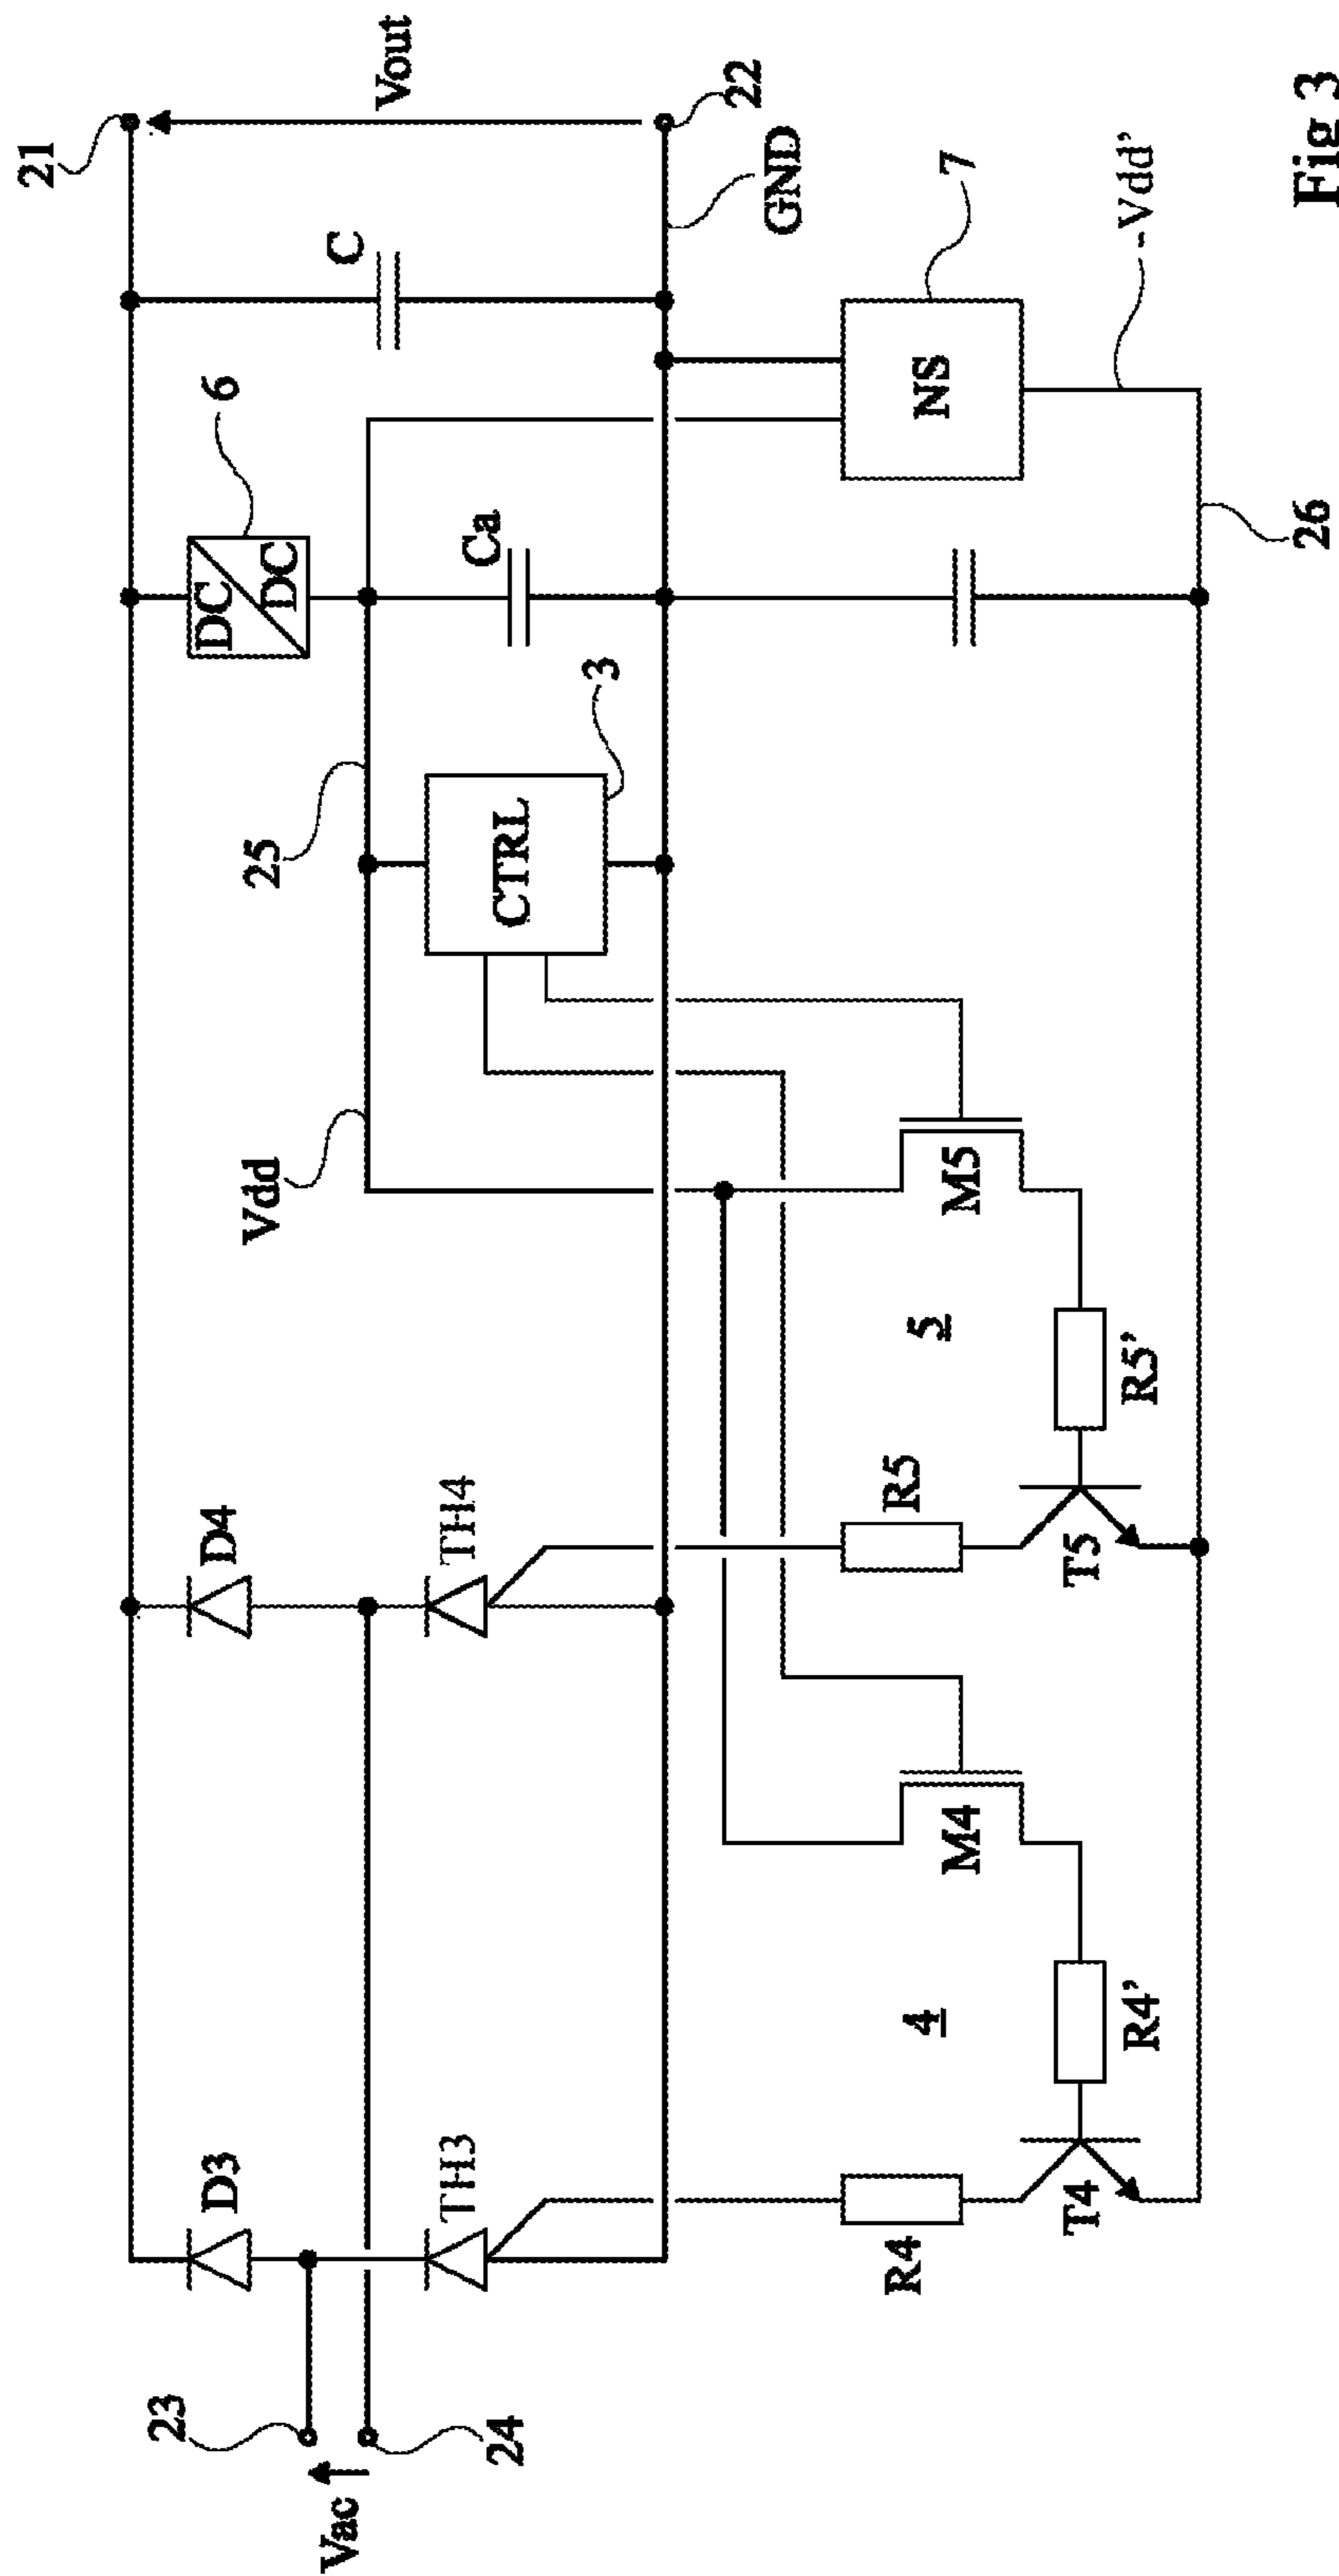 21
Vout
C
6
DC
DC
22
GND
25
Ca
3
CTRL
NS
7
Vdd
-Vdd'
26
D4
TH4
M5
5
R5
R5'
T5
D3
TH3
M4
4
R4
R4'
T4
23
24
Vac
Fig 3